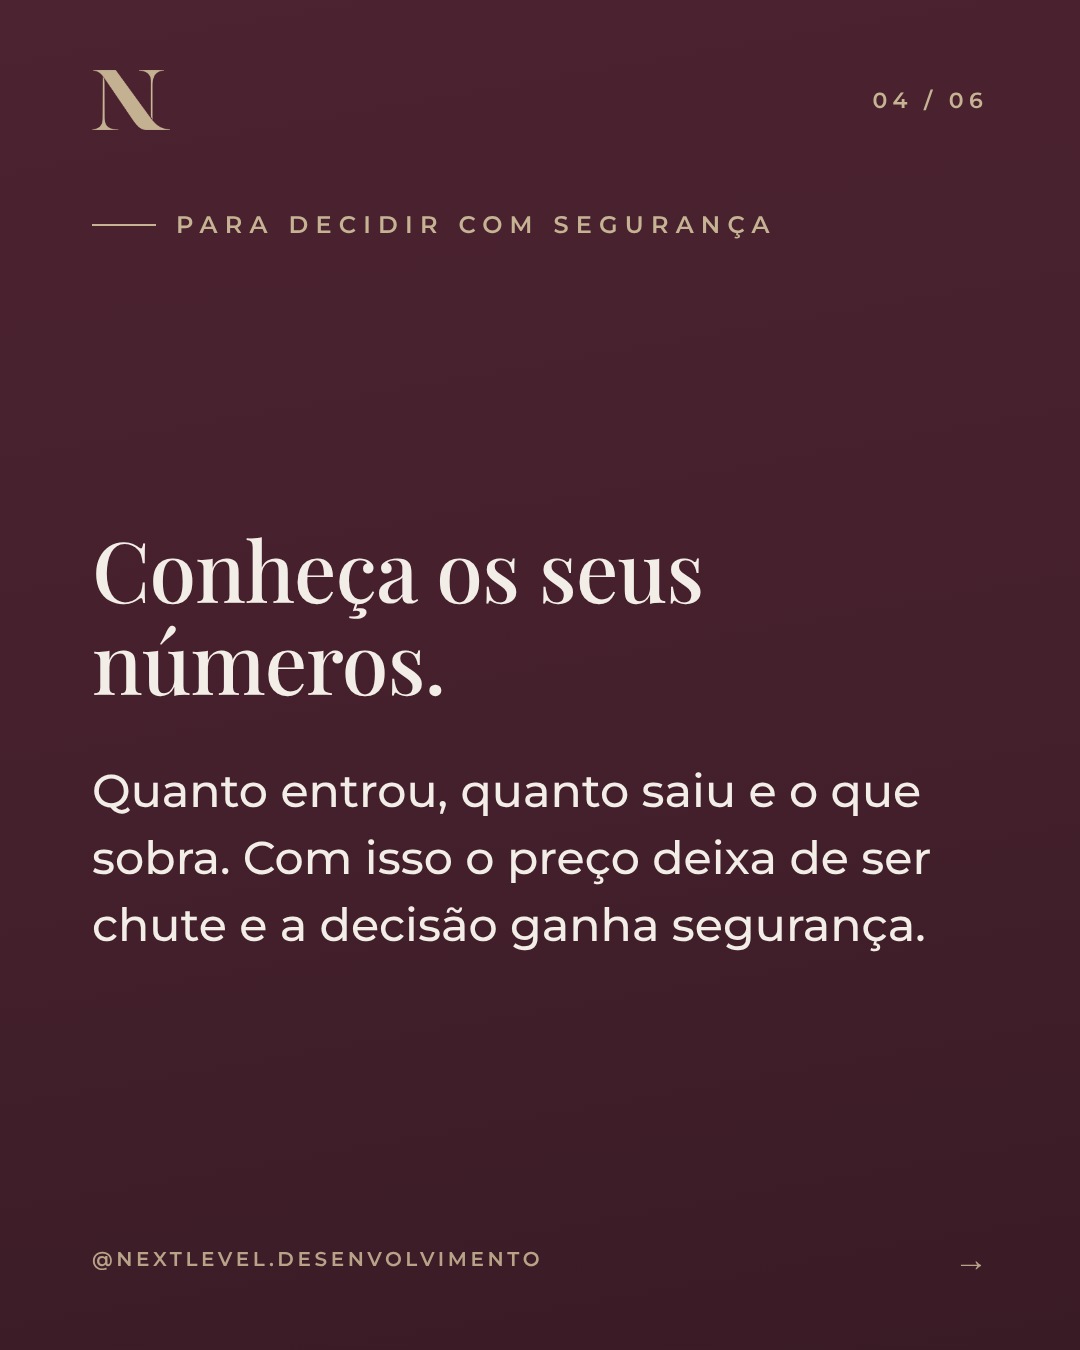 N
04 / 06
PARA DECIDIR COM SEGURANÇA
Conheça os seus
números.
Quanto entrou, quanto saiu e o que
sobra. Com isso o preço deixa de ser
chute e a decisão ganha segurança.
@NEXTLEVEL.DESENVOLVIMENTO
→